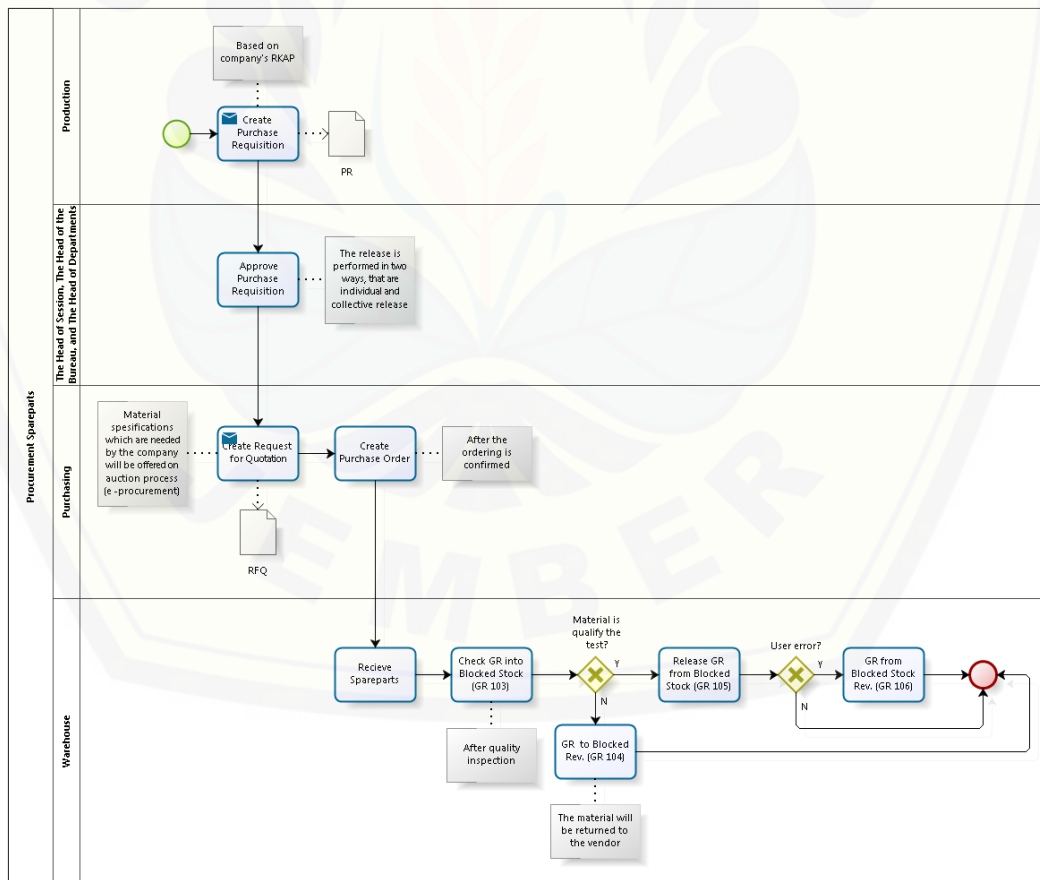 Procurement Spareparts
Production
Based on
company's RKAP
Create
Purchase
Requisition
PR
The Head of Session, The Head of the
Bureau, and The Head of Departments
Approve
Purchase
Requisition
The release is
performed in two
ways, that are
individual and
collective release
Purchasing
Material
spesifications
which are needed
by the company
will be offered on
auction process
(e -procurement)
Create Request
for Quotation
Create
Purchase Order
After the
ordering is
confirmed
RFQ
Warehouse
Recieve
Spareparts
Check GR into
Blocked Stock
(GR 103)
After quality
inspection
Material is
qualify the
test?
Y
N
Release GR
from Blocked
Stock (GR 105)
User error?
Y
N
GR from
Blocked Stock
Rev. (GR 106)
GR to Blocked
Rev. (GR 104)
The material will
be returned to
the vendor
EMBER